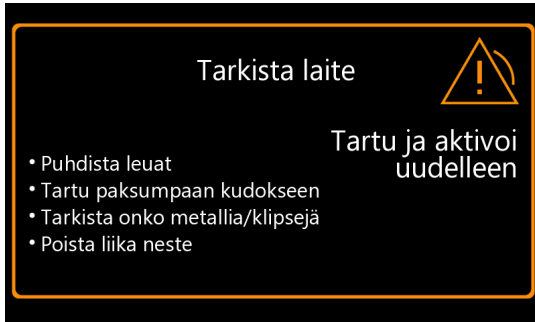 Tarkista laite
Tartu ja aktivoi
uudelleen
• Puhdista leuat
• Tartu paksumpaan kudokseen
• Tarkista onko metallia/klipsejä
• Poista liika neste